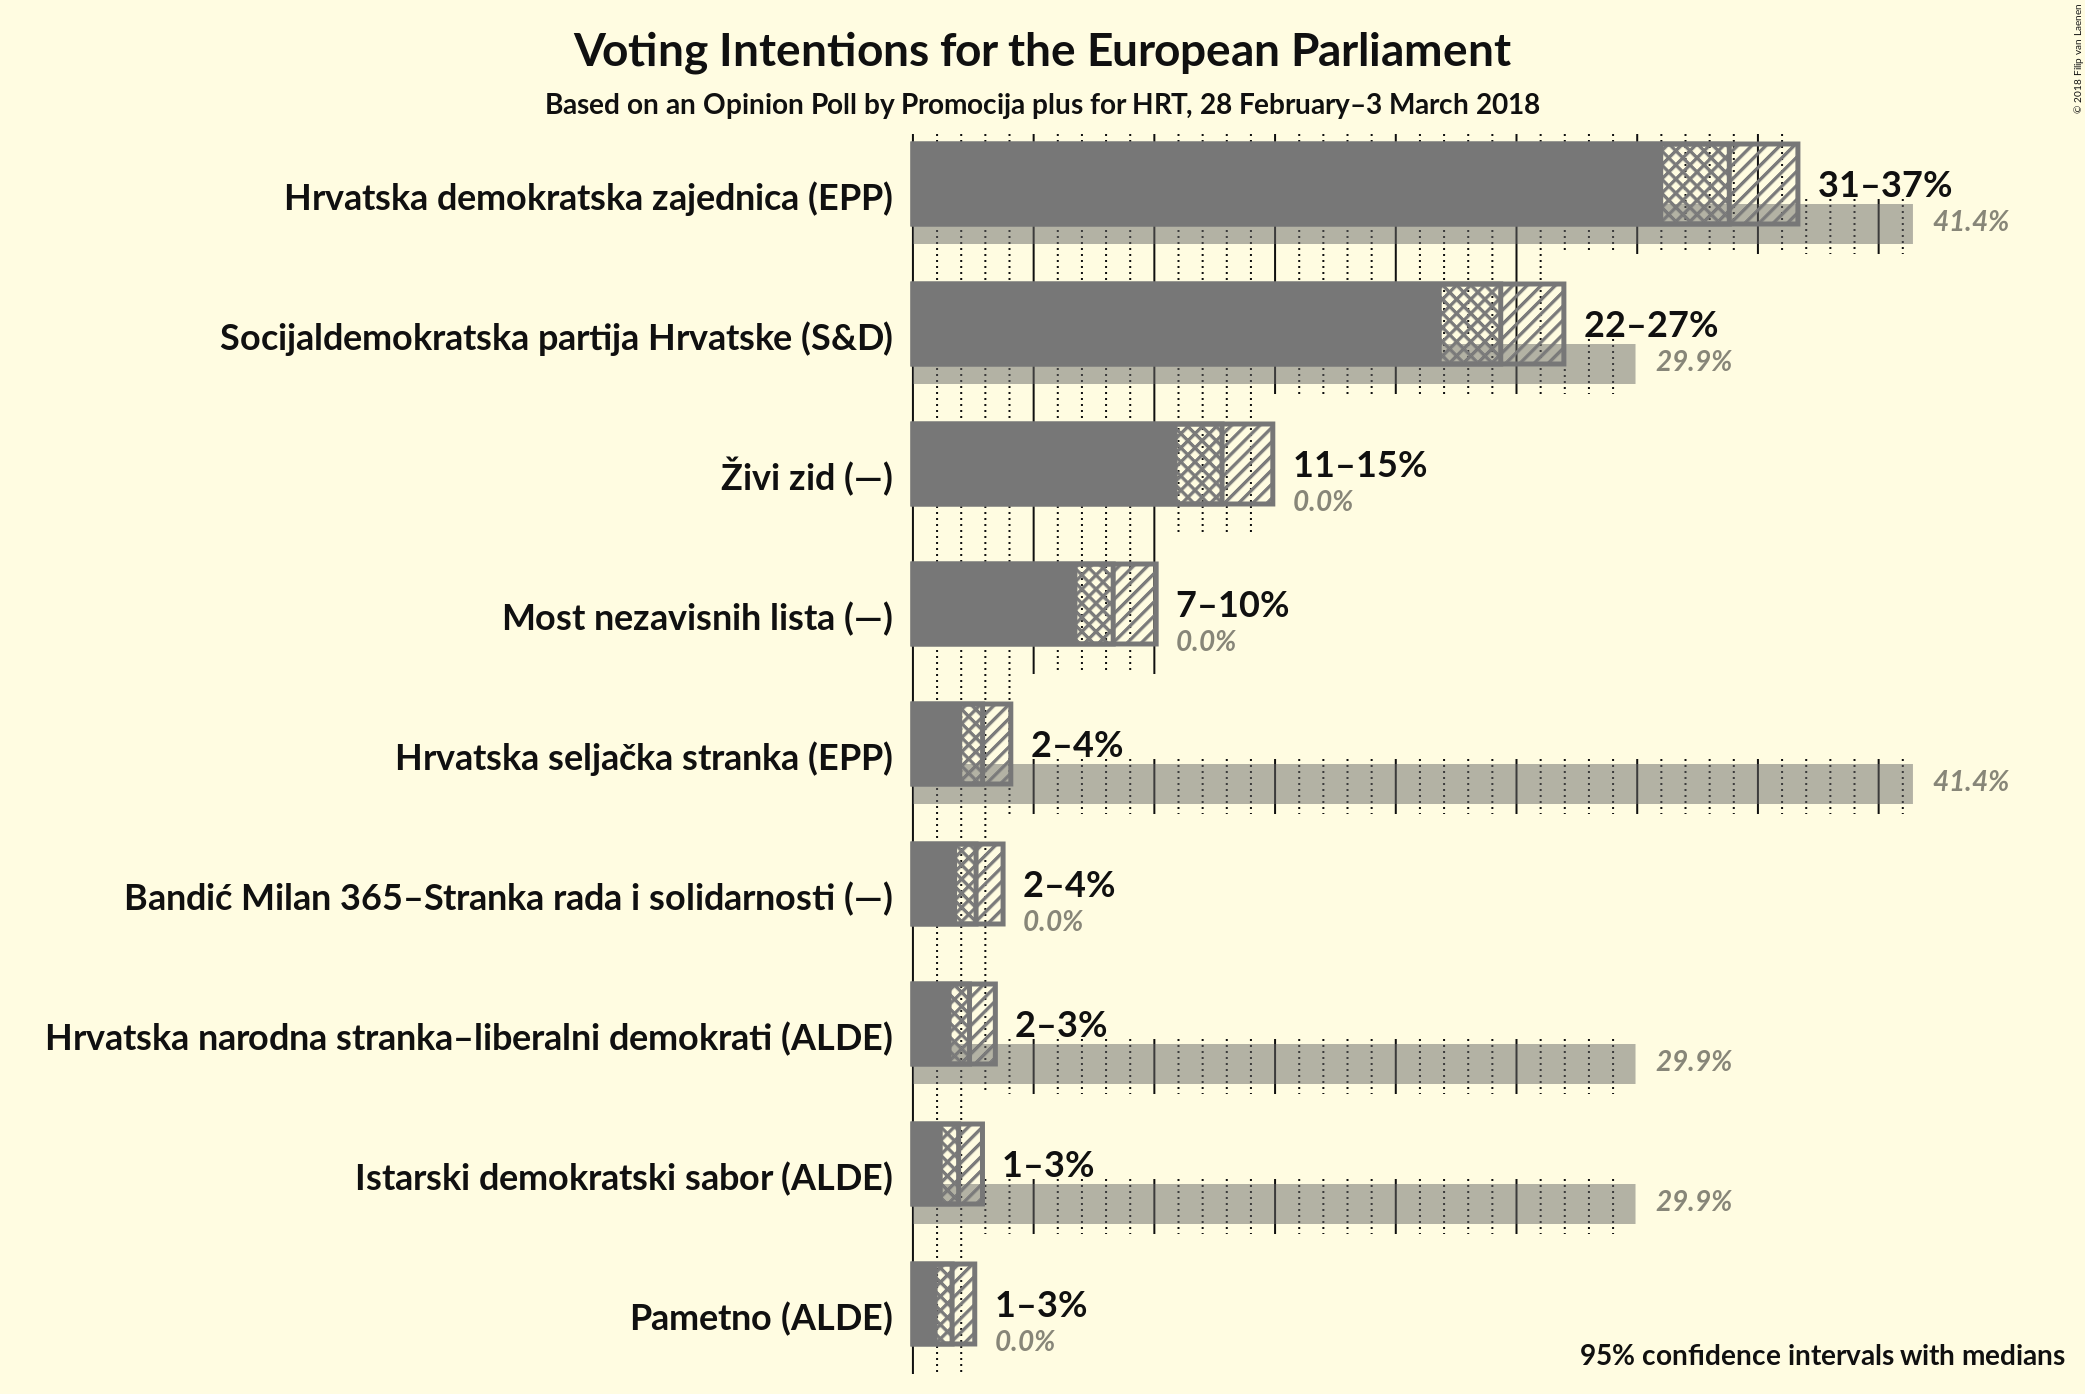 Voting Intentions for the European Parliament
Based on an Opinion Poll by Promocija plus for HRT, 28 February–3 March 2018
© 2018 Filip van Laenen
Hrvatska demokratska zajednica (EPP)
31–37%
41.4%
Socijaldemokratska partija Hrvatske (S&D)
22–27%
29.9%
Živi zid (—)
11–15%
0.0%
Most nezavisnih lista (—)
7–10%
0.0%
Hrvatska seljačka stranka (EPP)
2–4%
41.4%
Bandić Milan 365–Stranka rada i solidarnosti (—)
2–4%
0.0%
Hrvatska narodna stranka–liberalni demokrati (ALDE)
2–3%
29.9%
Istarski demokratski sabor (ALDE)
1–3%
29.9%
Pametno (ALDE)
1–3%
0.0%
95% confidence intervals with medians